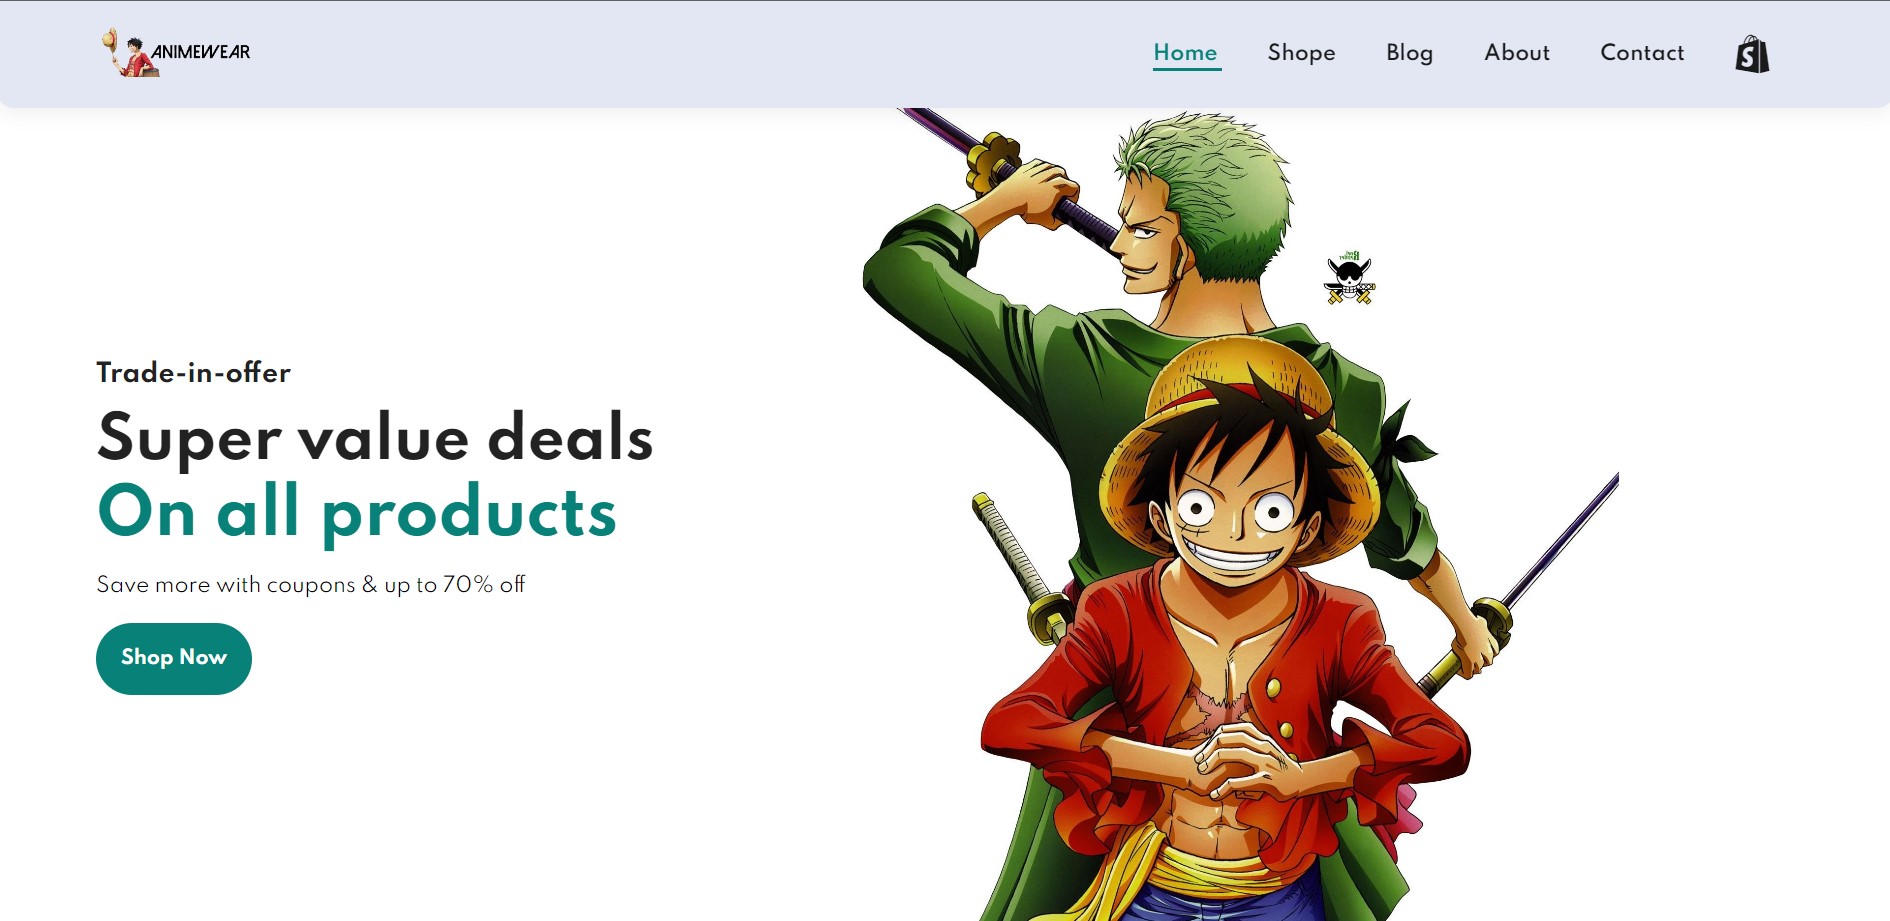 ANIMEWEAR
Home Shope Blog About Contact
Trade-in-offer
Super value deals
On all products
Save more with coupons & up to 70% off
Shop Now